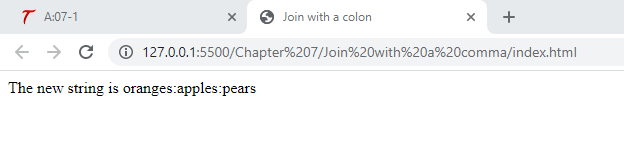 A:07-1
Join with a colon
127.0.0.1:5500/Chapter%207/Join%20with%20a%20comma/index.html
The new string is oranges:apples:pears